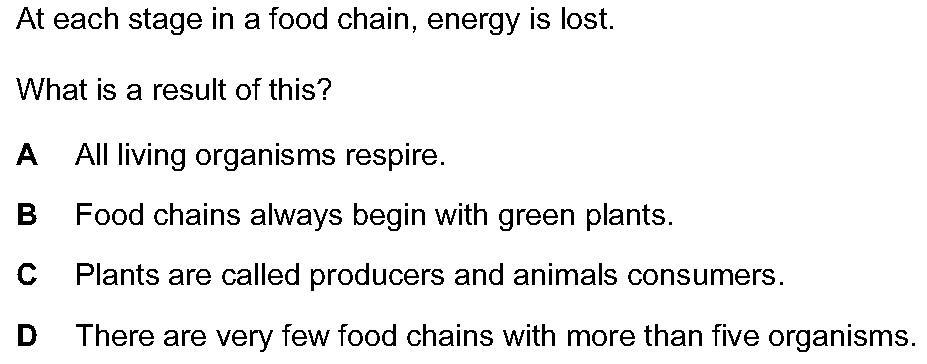 At each stage in a food chain, energy is lost.
What is a result of this?
A All living organisms respire.
B Food chains always begin with green plants.
C Plants are called producers and animals consumers.
D There are very few food chains with more than five organisms.